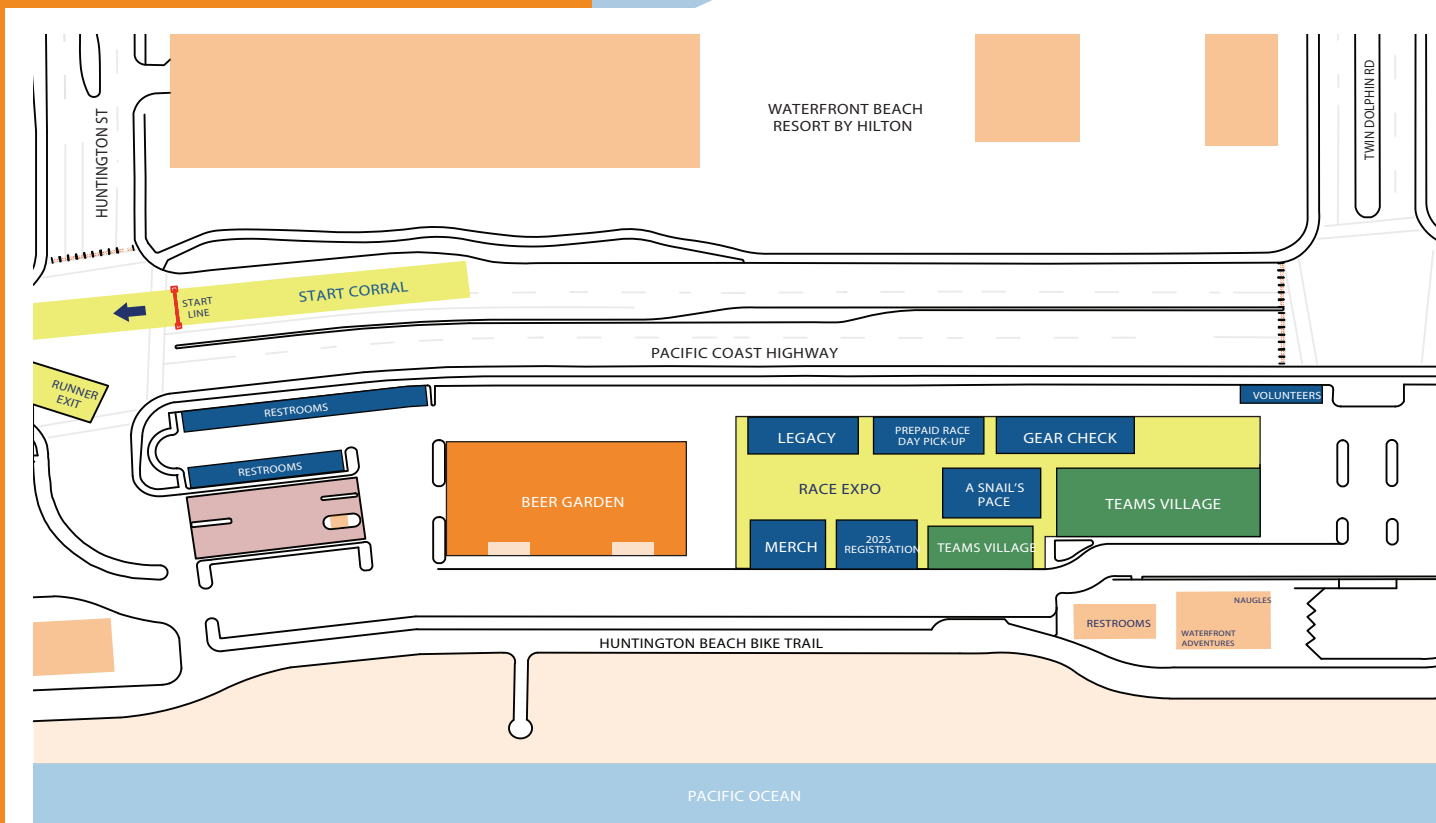 HUNTINGTON ST
WATERFRONT BEACH
RESORT BY HILTON
TWIN DOLPHIN RD
START CORRAL
START
LINE
PACIFIC COAST HIGHWAY
RUNNER
EXIT
RESTROOMS
VOLUNTEERS
LEGACY
PREPAID RACE
DAY PICK-UP
GEAR CHECK
RESTROOMS
BEER GARDEN
RACE EXPO
A SNAIL'S
PACE
TEAMS VILLAGE
MERCH
2025
REGISTRATION
TEAMS VILLAGE
NAUGLES
RESTROOMS
WATERFRONT
ADVENTURES
HUNTINGTON BEACH BIKE TRAIL
PACIFIC OCEAN